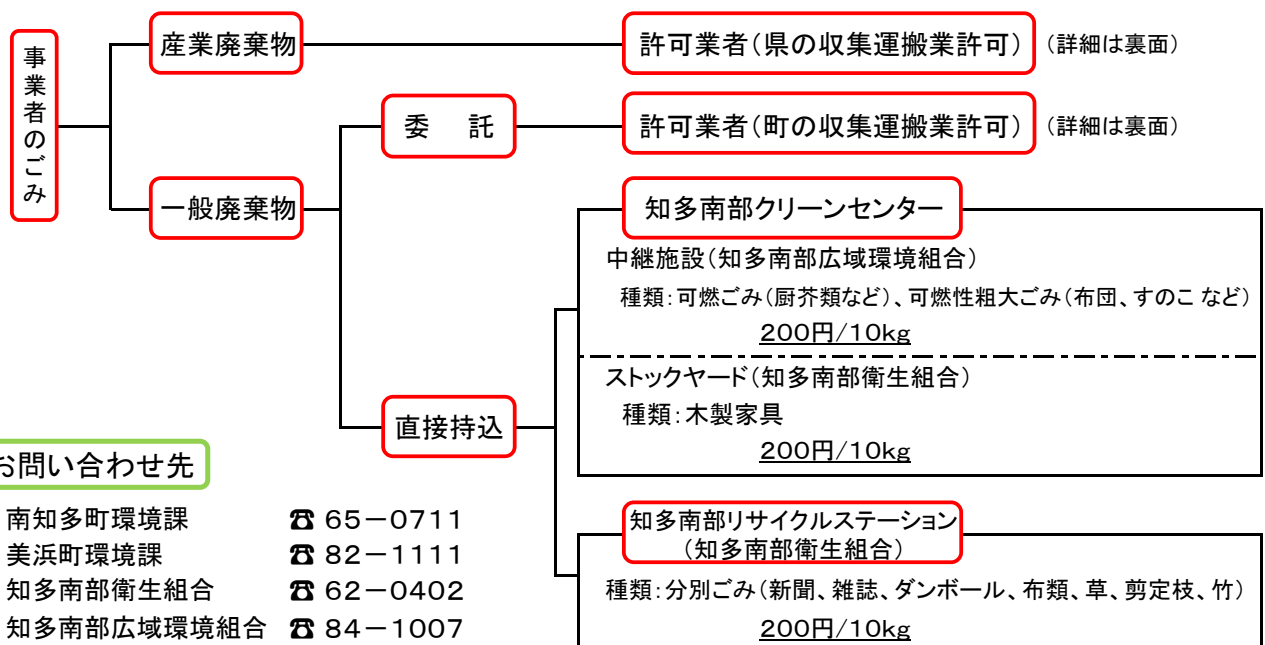 事業者のごみ
産業廃棄物
許可業者(県の収集運搬業許可) (詳細は裏面)
委 託
許可業者(町の収集運搬業許可) (詳細は裏面)
一般廃棄物
知多南部クリーンセンター
中継施設(知多南部広域環境組合)
種類:可燃ごみ(厨芥類など)、可燃性粗大ごみ(布団、すのこ など)
200円/10kg
ストックヤード(知多南部衛生組合)
種類:木製家具
200円/10kg
直接持込
知多南部リサイクルステーション
(知多南部衛生組合)
種類:分別ごみ(新聞、雑誌、ダンボール、布類、草、剪定枝、竹)
200円/10kg
お問い合わせ先
南知多町環境課 ☎ 65-0711
美浜町環境課 ☎ 82-1111
知多南部衛生組合 ☎ 62-0402
知多南部広域環境組合 ☎ 84-1007